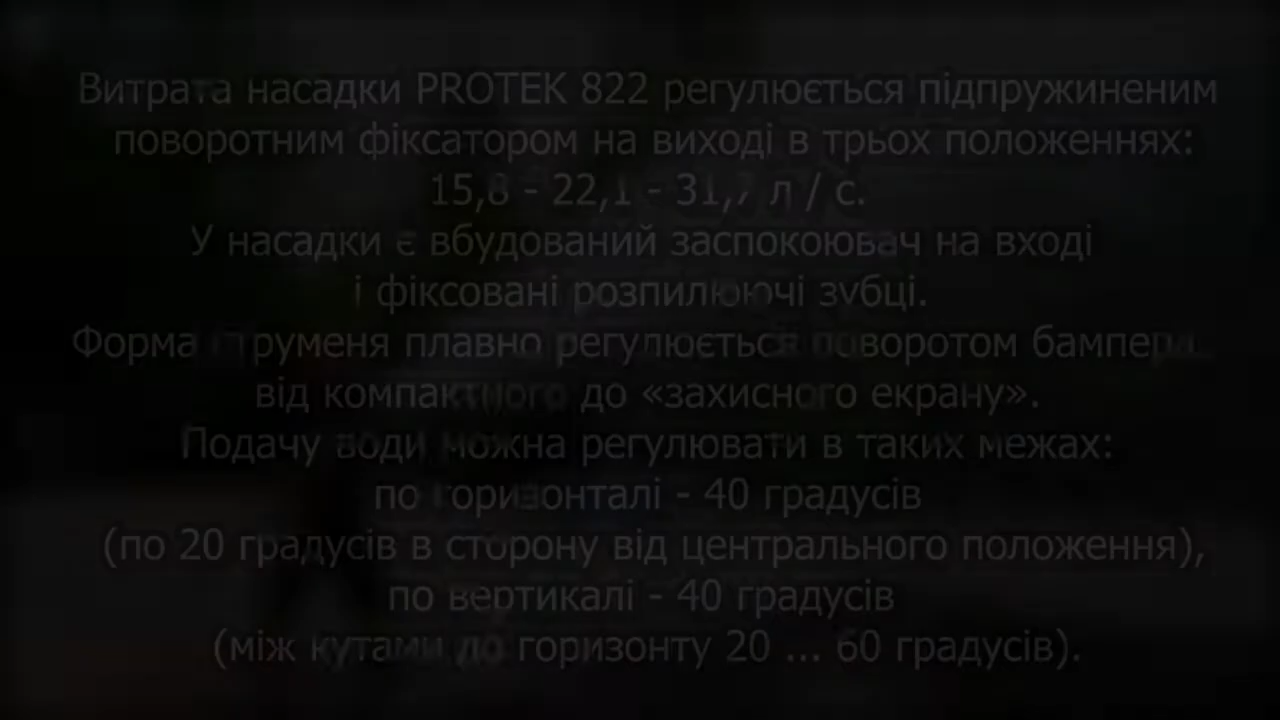 Витрата насадки PROTEK 822 регулюється підпружиненим
поворотним фіксатором на виході в трьох положеннях:
15,8 - 22,1 - 31,7 л / с.
У насадки є вбудований заспокоювач на вході
і фіксовані розпилюючі зубці.
Форма струменя плавно регулюється поворотом бампера
від компактного до «захисного екрану».
Подачу води можна регулювати в таких межах:
по горизонталі - 40 градусів
(по 20 градусів в сторону від центрального положення),
по вертикалі - 40 градусів
(між кутами до горизонту 20 ... 60 градусів).